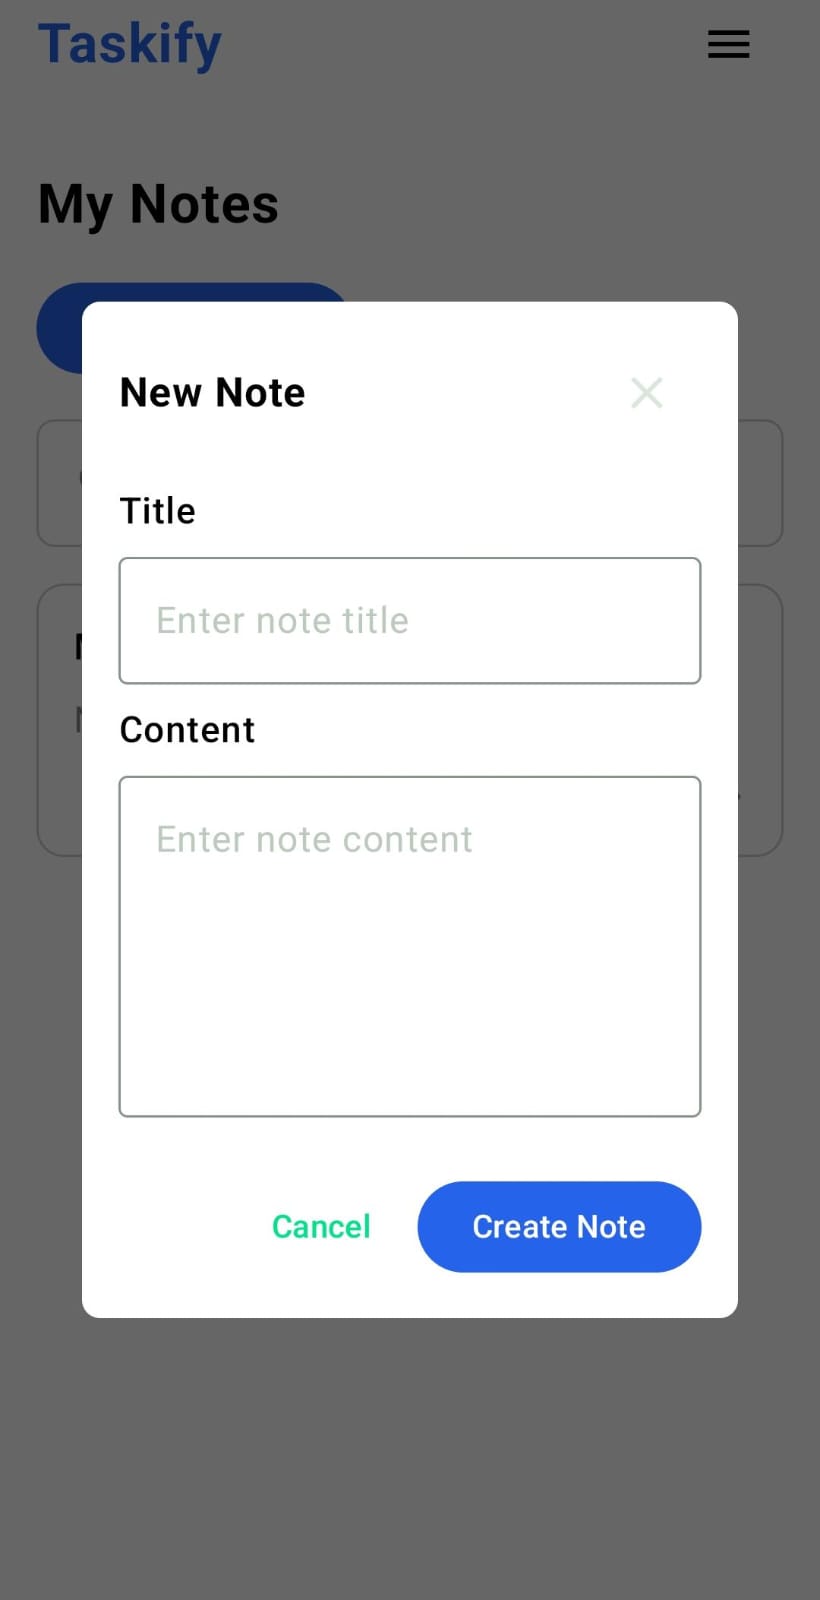 Taskify
My Notes
New Note
Title
Enter note title
Content
Enter note content
Cancel
Create Note